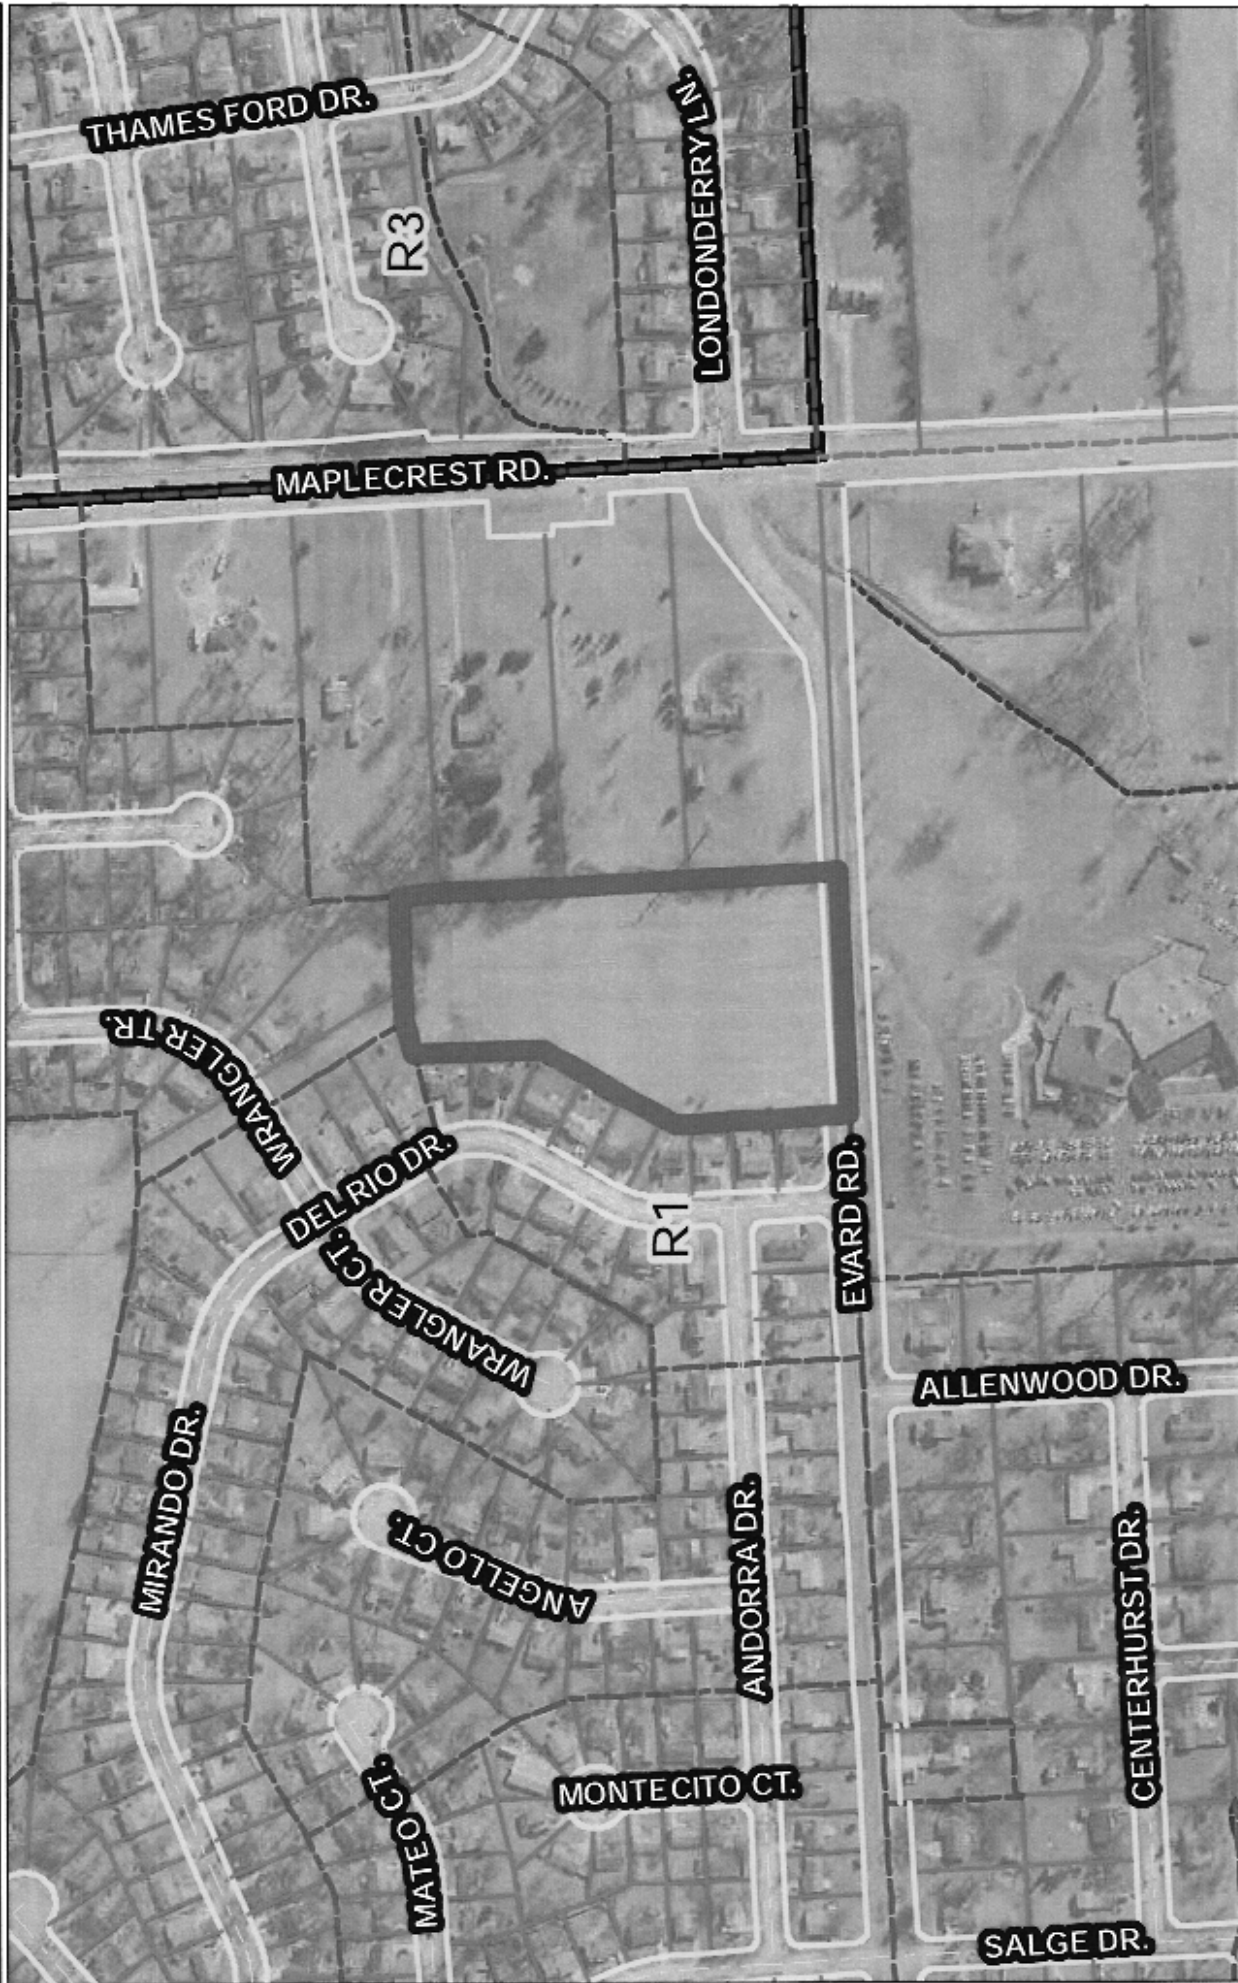 THAMES FORD DR.
LONDONDERRY LN.
R3
MAPLECREST RD.
WRANGLER TR.
DEL RIO DR.
WRANGLER CT.
R1
EVARD RD.
ALLENWOOD DR.
MIRANDO DR.
ANGELLO CT.
ANDORRA DR.
CENTERHURST DR.
MATEO CT.
MONTECITO CT.
SALGE DR.